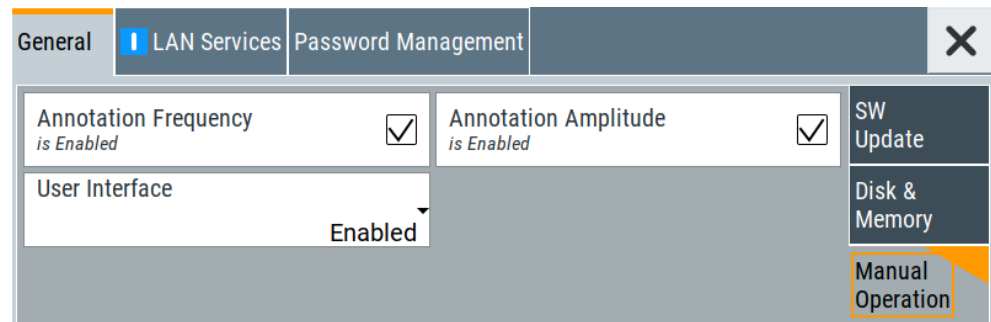 General
LAN Services
Password Management
Annotation Frequency
is Enabled
Annotation Amplitude
is Enabled
User Interface
Enabled
SW
Update
Disk &
Memory
Manual
Operation